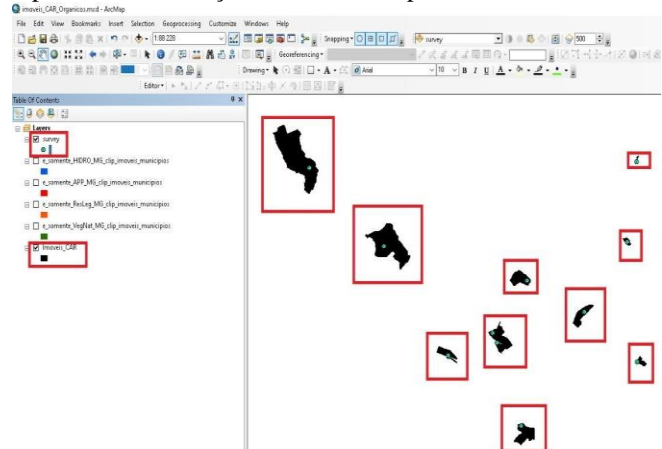 imoveis_CAR_Organicos.mxd - ArcMap
File Edit View Bookmarks Insert Selection Geoprocessing Customize Windows Help
1:88.228 Snapping survey 500
Georeferencing
Drawing A Arial 10 B I U A
Editor
Table Of Contents
Layers
survey
e_somente_HIDRO_MG_clip_imoveis_municipios
e_somente_APP_MG_clip_imoveis_municipios
e_somente_ResLeg_MG_clip_imoveis_municipios
e_somente_VegNat_MG_clip_imoveis_municipios
Imoveis_CAR